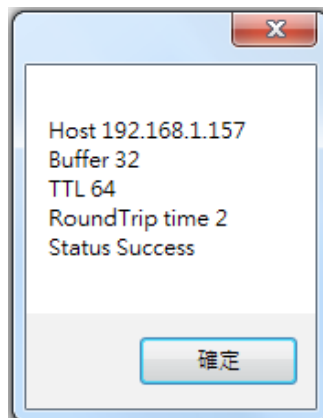 Host 192.168.1.157
Buffer 32
TTL 64
RoundTrip time 2
Status Success
確定